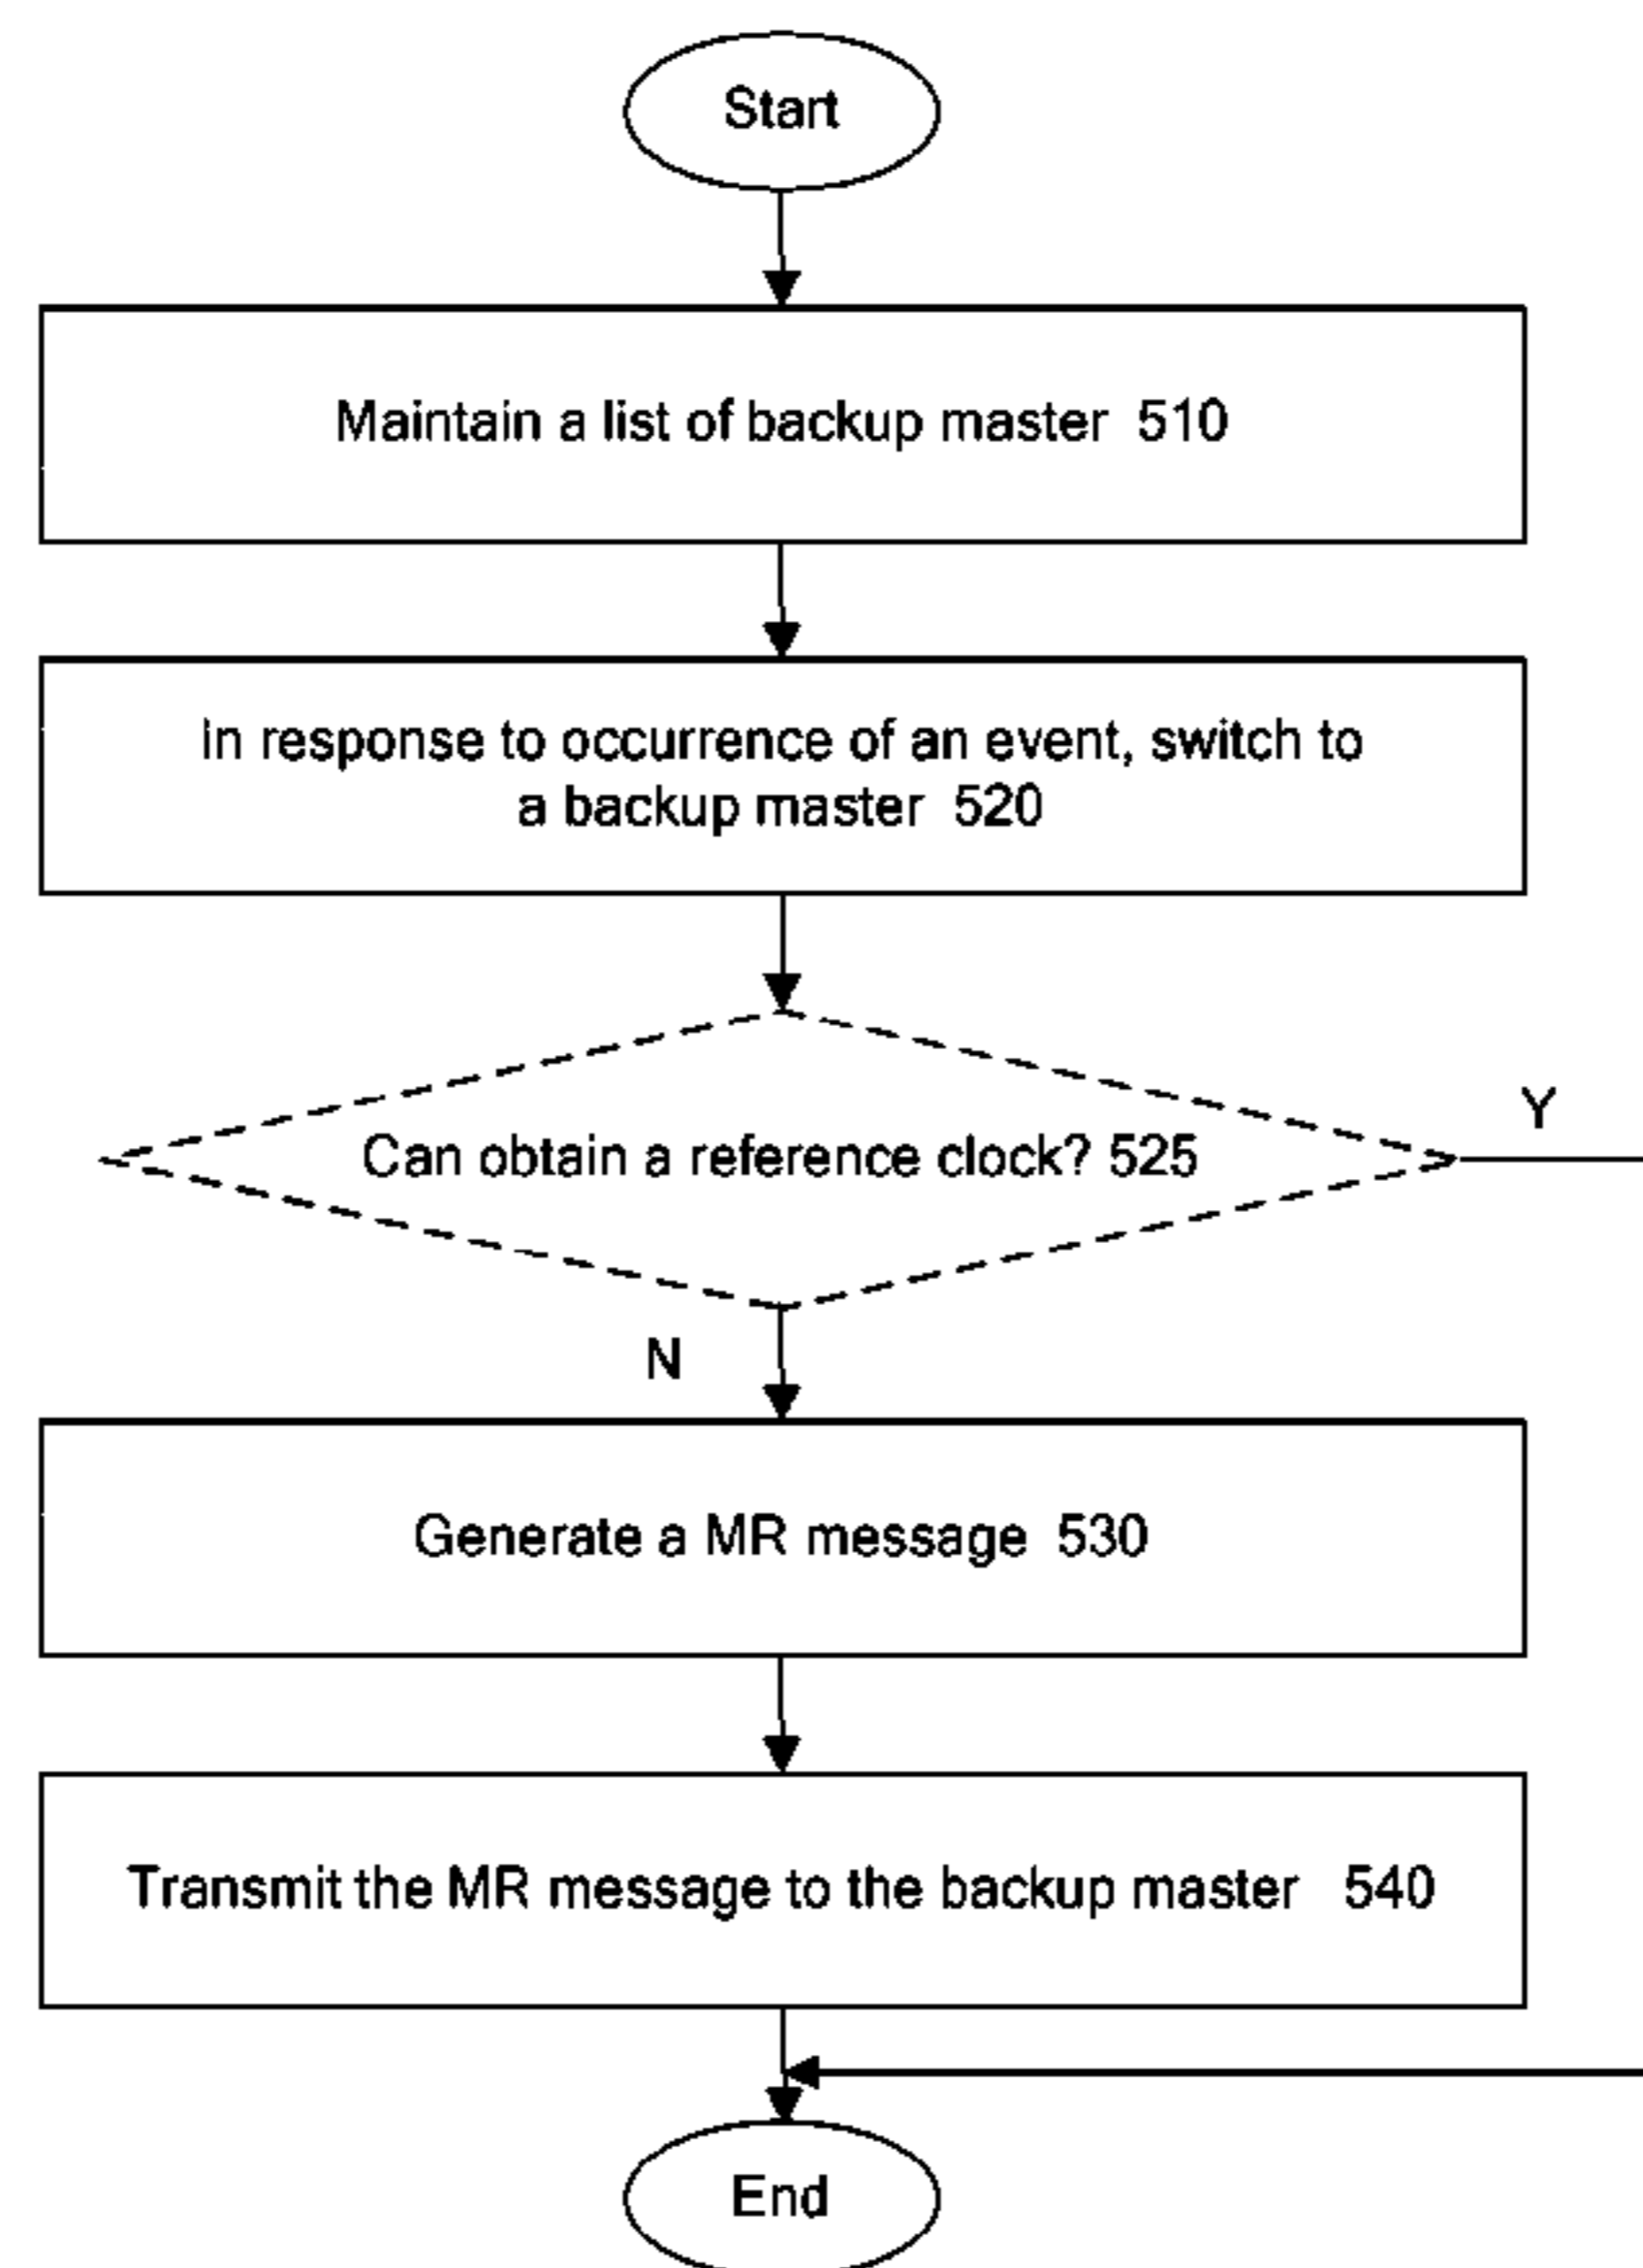 Start
Maintain a list of backup master 510
In response to occurrence of an event, switch to
a backup master 520
Can obtain a reference clock? 525
Y
N
Generate a MR message 530
Transmit the MR message to the backup master 540
End